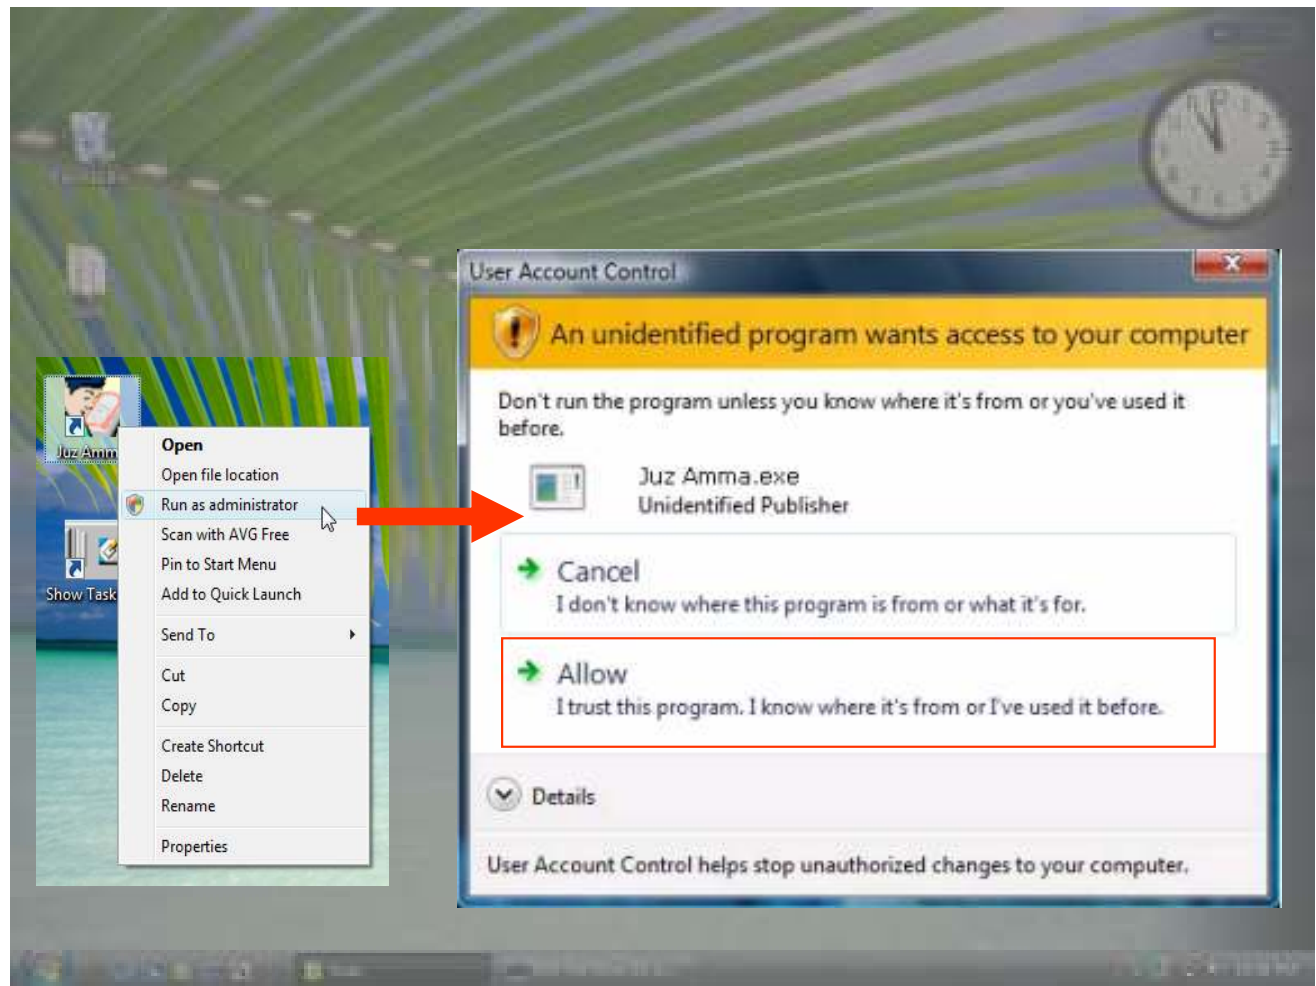 User Account Control
An unidentified program wants access to your computer
Don't run the program unless you know where it's from or you've used it
before.
Juz Amma.exe
Unidentified Publisher
Cancel
I don't know where this program is from or what it's for.
Allow
I trust this program. I know where it's from or I've used it before.
Details
User Account Control helps stop unauthorized changes to your computer.
Juz Amm
Show Task
Open
Open file location
Run as administrator
Scan with AVG Free
Pin to Start Menu
Add to Quick Launch
Send To
Cut
Copy
Create Shortcut
Delete
Rename
Properties